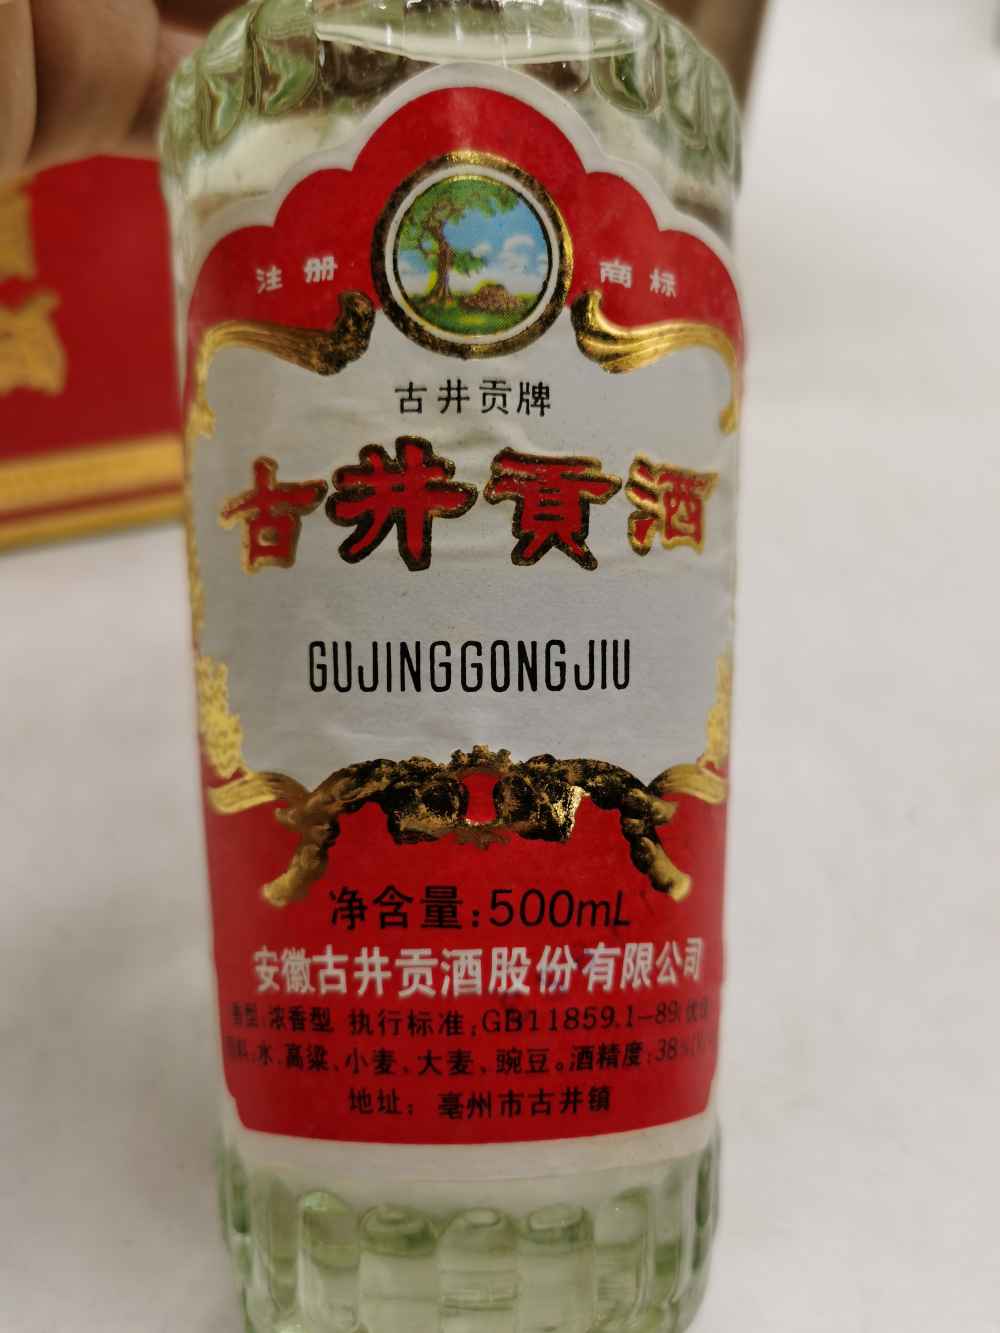 注册 商标
古井贡牌
古井贡酒
GUJINGGONGJIU
净含量:500mL
安徽古井贡酒股份有限公司
香型:浓香型 执行标准:GB11859.1-89(优级
料:水、高粱、小麦、大麦、豌豆。酒精度:38%
地址: 亳州市古井镇